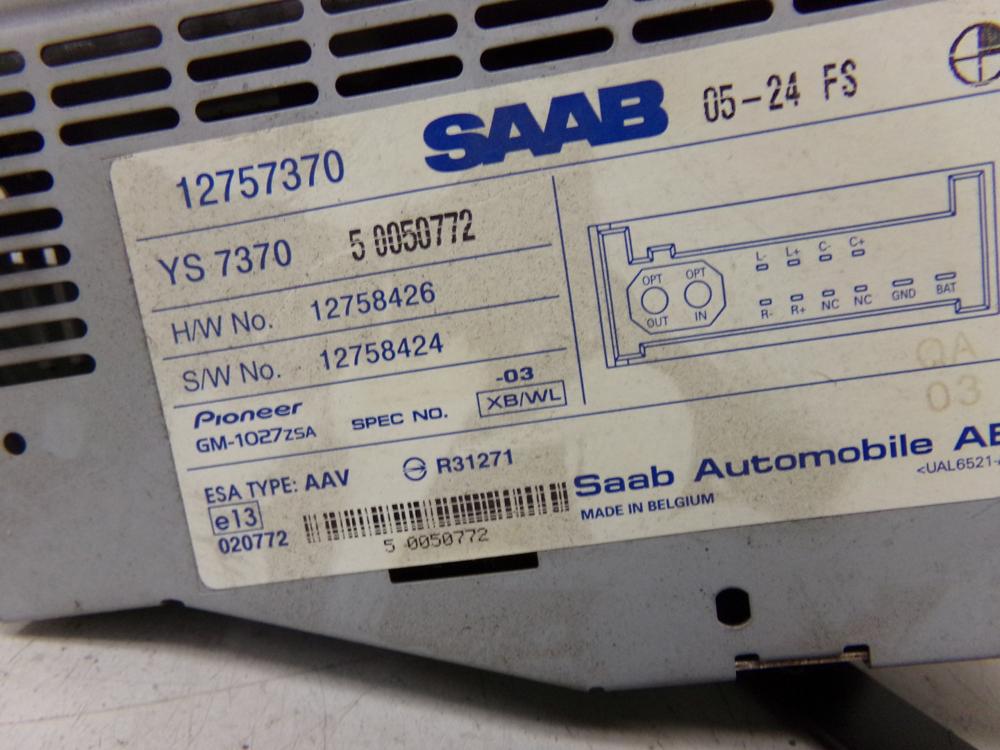 SAAB 05-24 FS
12757370
YS 7370 5 0050772
H/W No. 12758426
S/W No. 12758424
-03
Pioneer SPEC NO. XB/WL
GM-1027ZSA
L- L+ C- C+
OPT OPT
OUT IN
R- R+ NC NC GND BAT
QA
03
ESA TYPE: AAV R31271
e13
020772
5 0050772
Saab Automobile AB
<UAL6521-
MADE IN BELGIUM